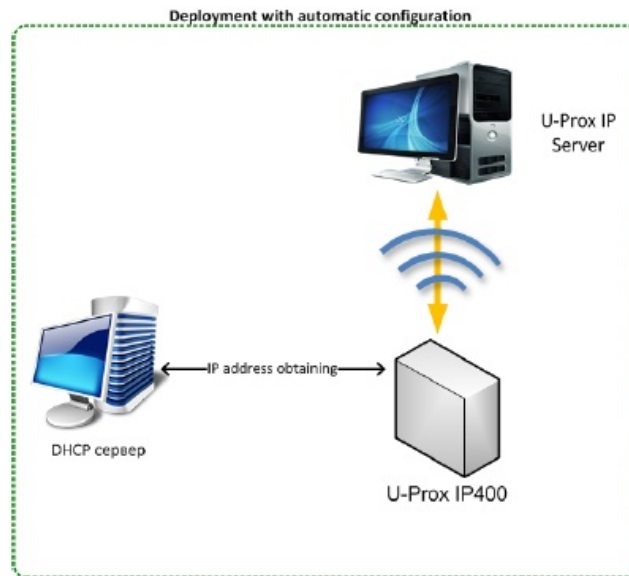 Deployment with automatic configuration
U-Prox IP
Server
IP address obtaining
DHCP сервер
U-Prox IP400